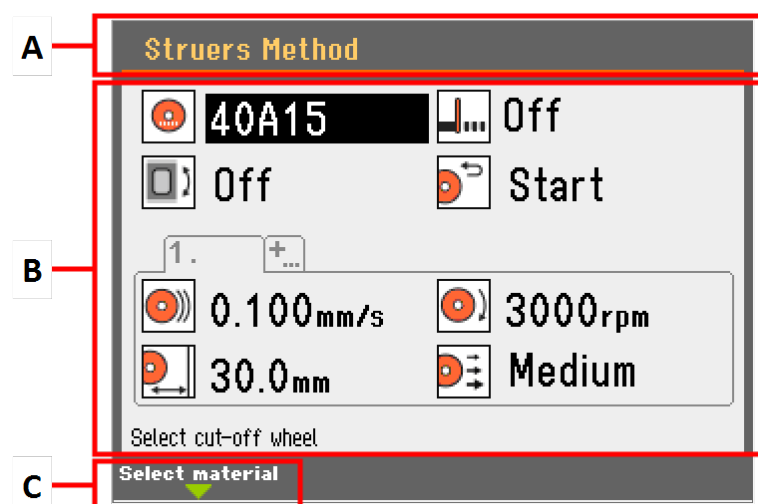 A
Struers Method
40A15 Off
Off Start
1. +...
B
0.100mm/s 3000rpm
30.0mm Medium
Select cut-off wheel
C
Select material